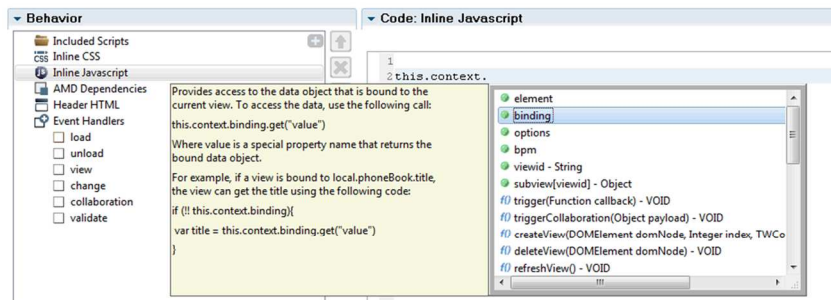 Behavior
Included Scripts
CSS Inline CSS
Inline Javascript
AMD Dependencies
Header HTML
Event Handlers
load
unload
view
change
collaboration
validate
Code: Inline Javascript
1
2 this.context.
Provides access to the data object that is bound to the
current view. To access the data, use the following call:
this.context.binding.get("value")
Where value is a special property name that returns the
bound data object.
For example, if a view is bound to local.phoneBook.title,
the view can get the title using the following code:
if (!! this.context.binding){
var title = this.context.binding.get("value")
}
element
binding
options
bpm
viewid - String
subview[viewid] - Object
f() trigger(Function callback) - VOID
f() triggerCollaboration(Object payload) - VOID
f() createView(DOMElement domNode, Integer index, TWCo
f() deleteView(DOMElement domNode) - VOID
f() refreshView() - VOID